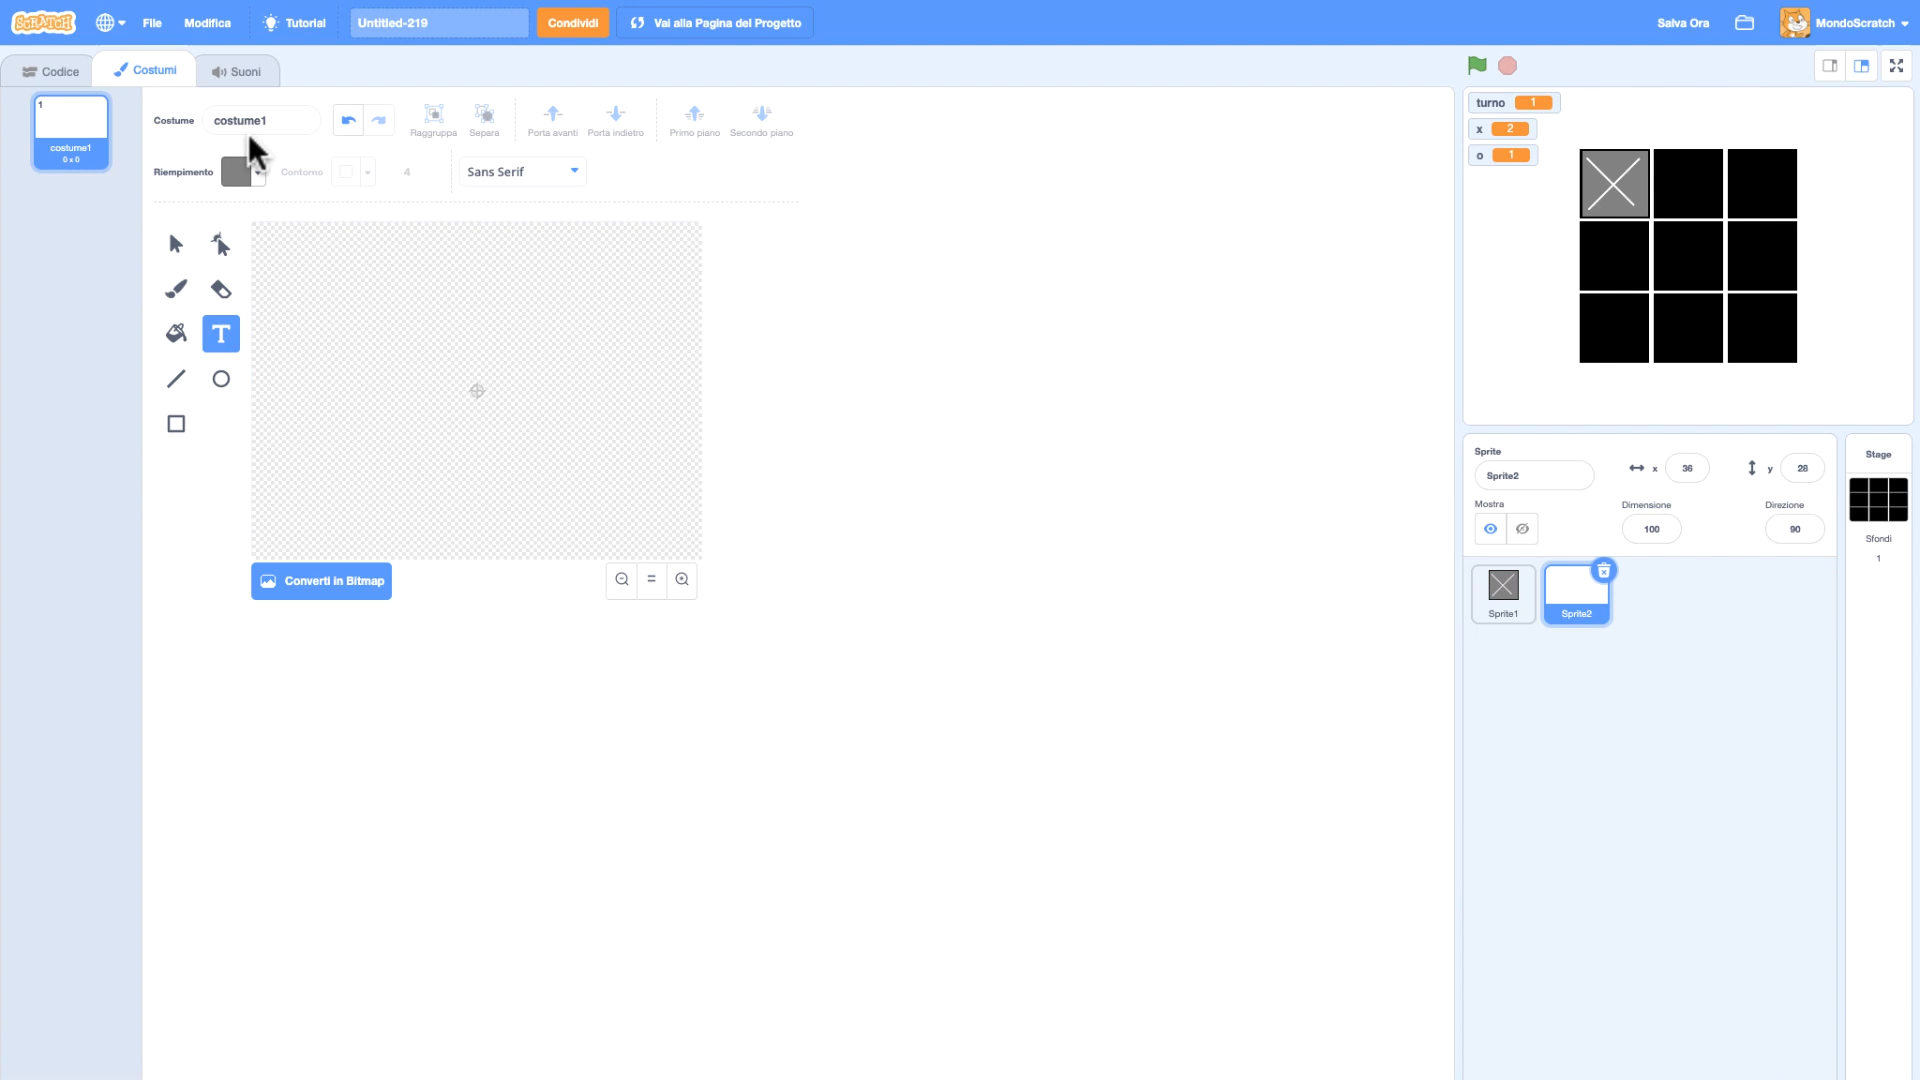 SCRATCH File Modifica Tutorial Untitled-219 Condividi Vai alla Pagina del Progetto Salva Ora MondoScratch
Codice Costumi Suoni
1
costume1
0 x 0
Costume costume1 Raggruppa Separa Porta avanti Porta indietro Primo piano Secondo piano
Riempimento Contorno 4 Sans Serif
T
Converti in Bitmap
turno 1
x 2
o 1
Sprite
Sprite2 x 36 y 28
Mostra Dimensione Direzione
100 90
Sprite1 Sprite2
Stage
Sfondi
1